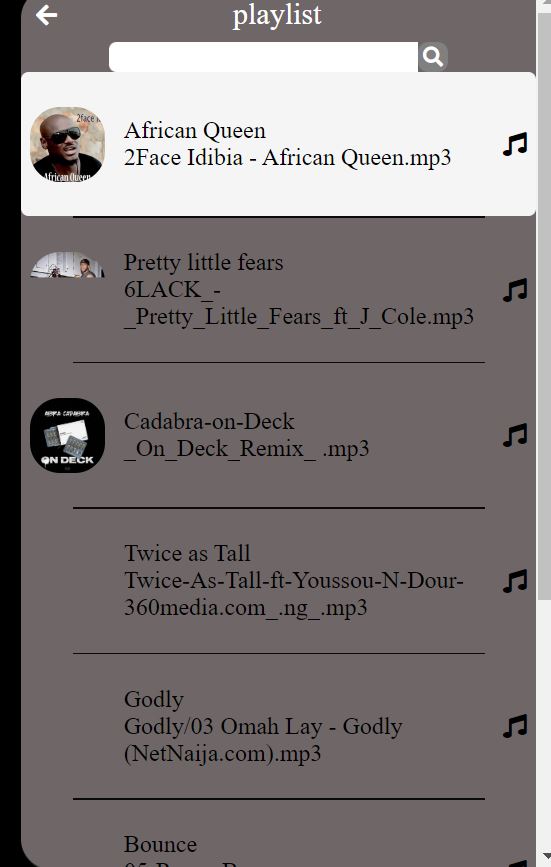 playlist
2face
African Queen
African Queen
2Face Idibia - African Queen.mp3
Pretty little fears
6LACK_-
_Pretty_Little_Fears_ft_J_Cole.mp3
ABRA CADABRA
ON DECK
Cadabra-on-Deck
_On_Deck_Remix_ .mp3
Twice as Tall
Twice-As-Tall-ft-Youssou-N-Dour-
360media.com_.ng_.mp3
Godly
Godly/03 Omah Lay - Godly
(NetNaija.com).mp3
Bounce